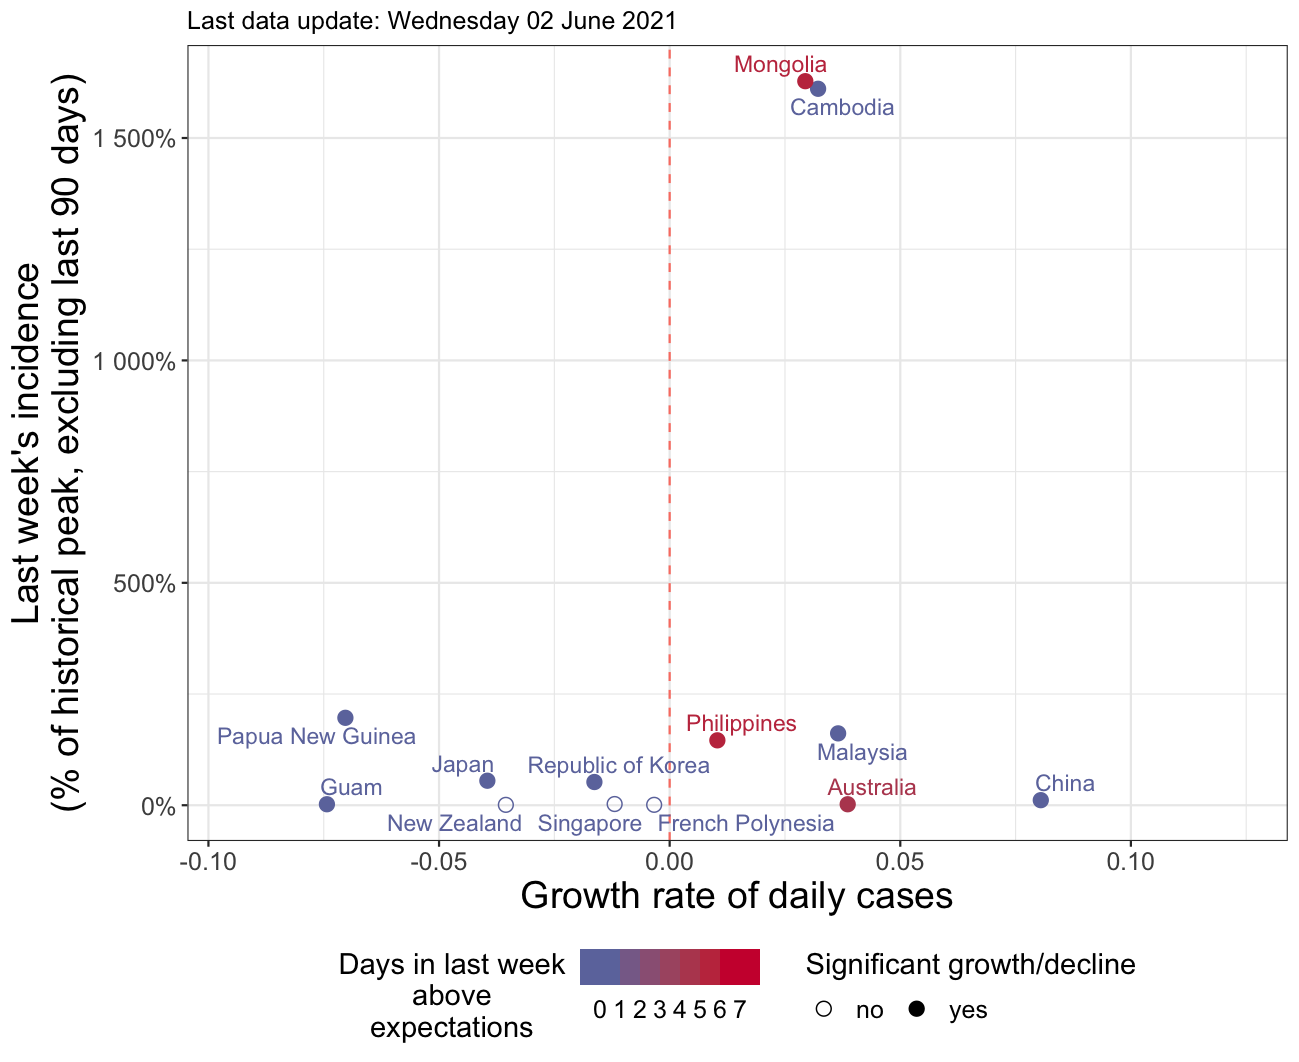 Last data update: Wednesday 02 June 2021
Last week's incidence
(% of historical peak, excluding last 90 days)
1 500%
1 000%
500%
0%
Mongolia
Cambodia
Papua New Guinea
Philippines
Malaysia
Japan
Republic of Korea
Guam
Australia
China
New Zealand
Singapore
French Polynesia
-0.10
-0.05
0.00
0.05
0.10
Growth rate of daily cases
Days in last week
above
expectations
0 1 2 3 4 5 6 7
Significant growth/decline
no
yes